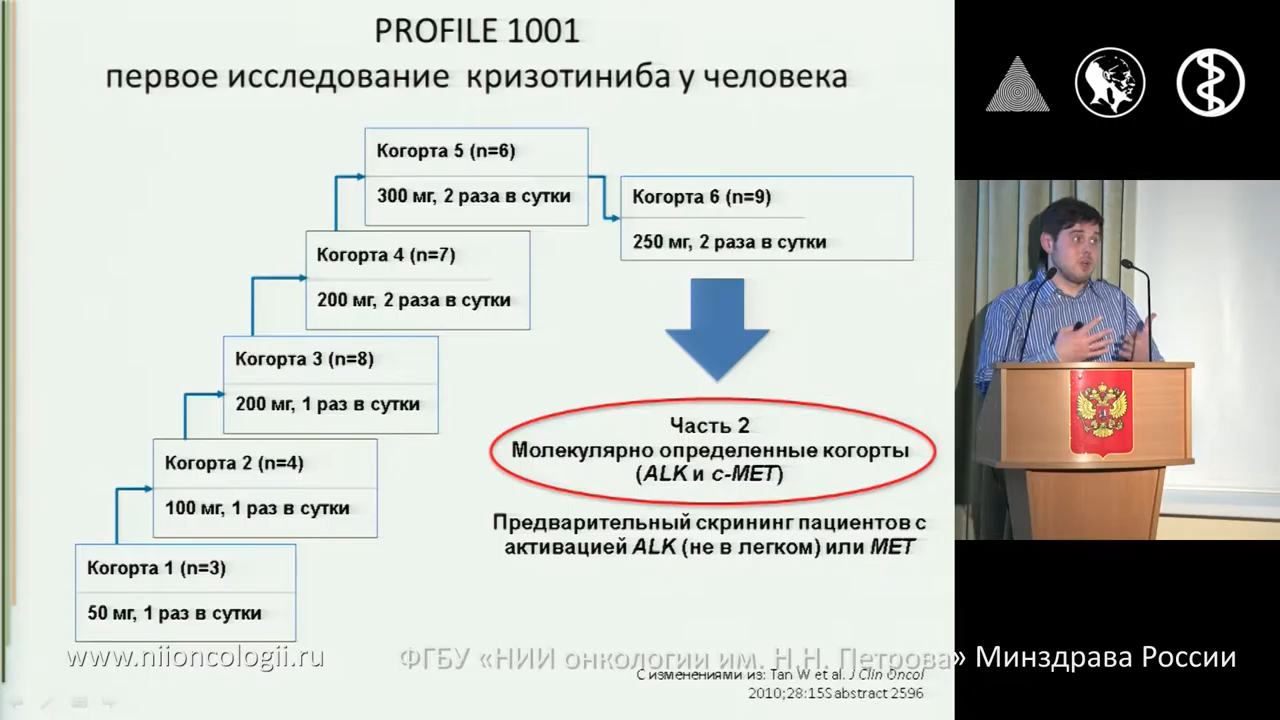 PROFILE 1001
первое исследование кризотиниба у человека
Когорта 5 (n=6)
300 мг, 2 раза в сутки
Когорта 6 (n=9)
250 мг, 2 раза в сутки
Когорта 4 (n=7)
200 мг, 2 раза в сутки
Когорта 3 (n=8)
200 мг, 1 раз в сутки
Когорта 2 (n=4)
100 мг, 1 раз в сутки
Когорта 1 (n=3)
50 мг, 1 раз в сутки
Часть 2
Молекулярно определенные когорты
(ALK и c-MET)
Предварительный скрининг пациентов с
активацией ALK (не в легком) или MET
www.niioncologii.ru
ФГБУ «НИИ онкологии им. Н.Н. Петрова» Минздрава России
С изменениями из: Tan W et al. J Clin Oncol
2010;28:15S abstract 2596